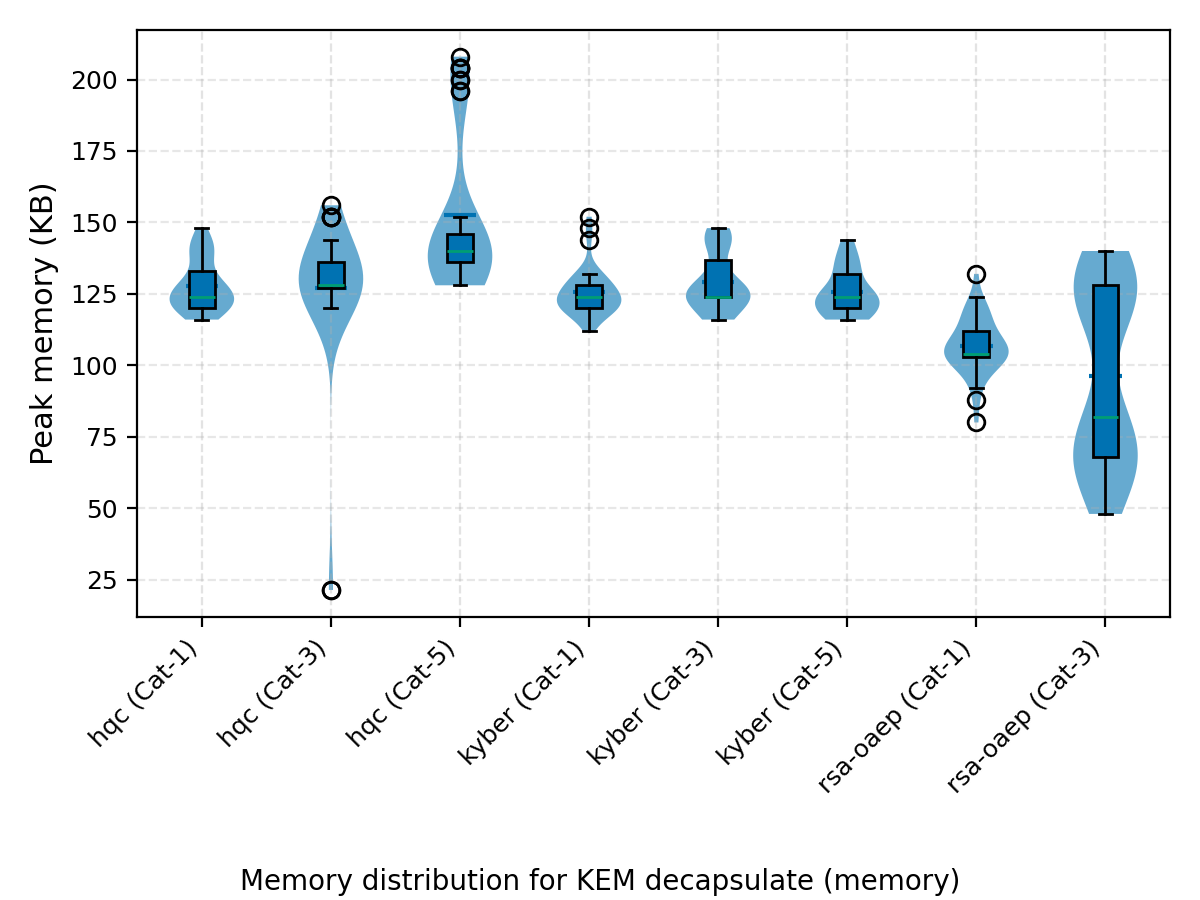 Peak memory (KB)
200
175
150
125
100
75
50
25
hqc (Cat-1)
hqc (Cat-3)
hqc (Cat-5)
kyber (Cat-1)
kyber (Cat-3)
kyber (Cat-5)
rsa-oaep (Cat-1)
rsa-oaep (Cat-3)
Memory distribution for KEM decapsulate (memory)